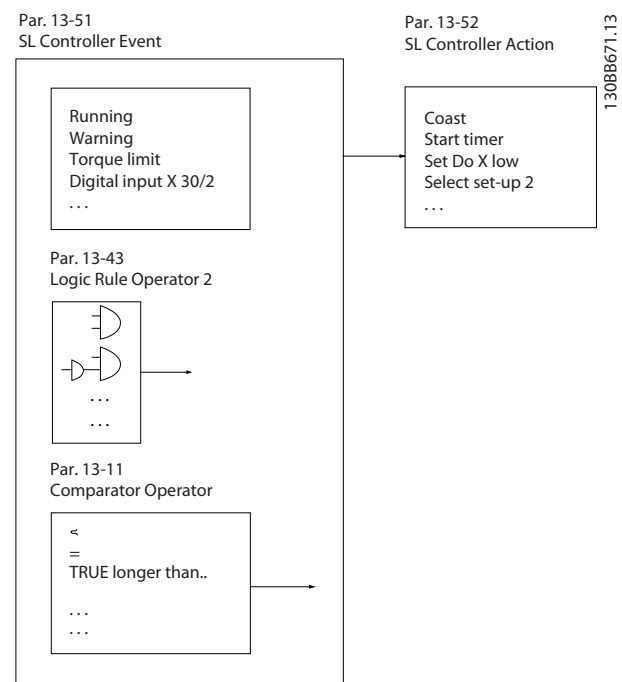 Par. 13-51
SL Controller Event
Par. 13-52
SL Controller Action
130BB671.13
Running
Warning
Torque limit
Digital input X 30/2
. . .
Coast
Start timer
Set Do X low
Select set-up 2
. . .
Par. 13-43
Logic Rule Operator 2
. . .
. . .
Par. 13-11
Comparator Operator
<
=
TRUE longer than..
. . .
. . .